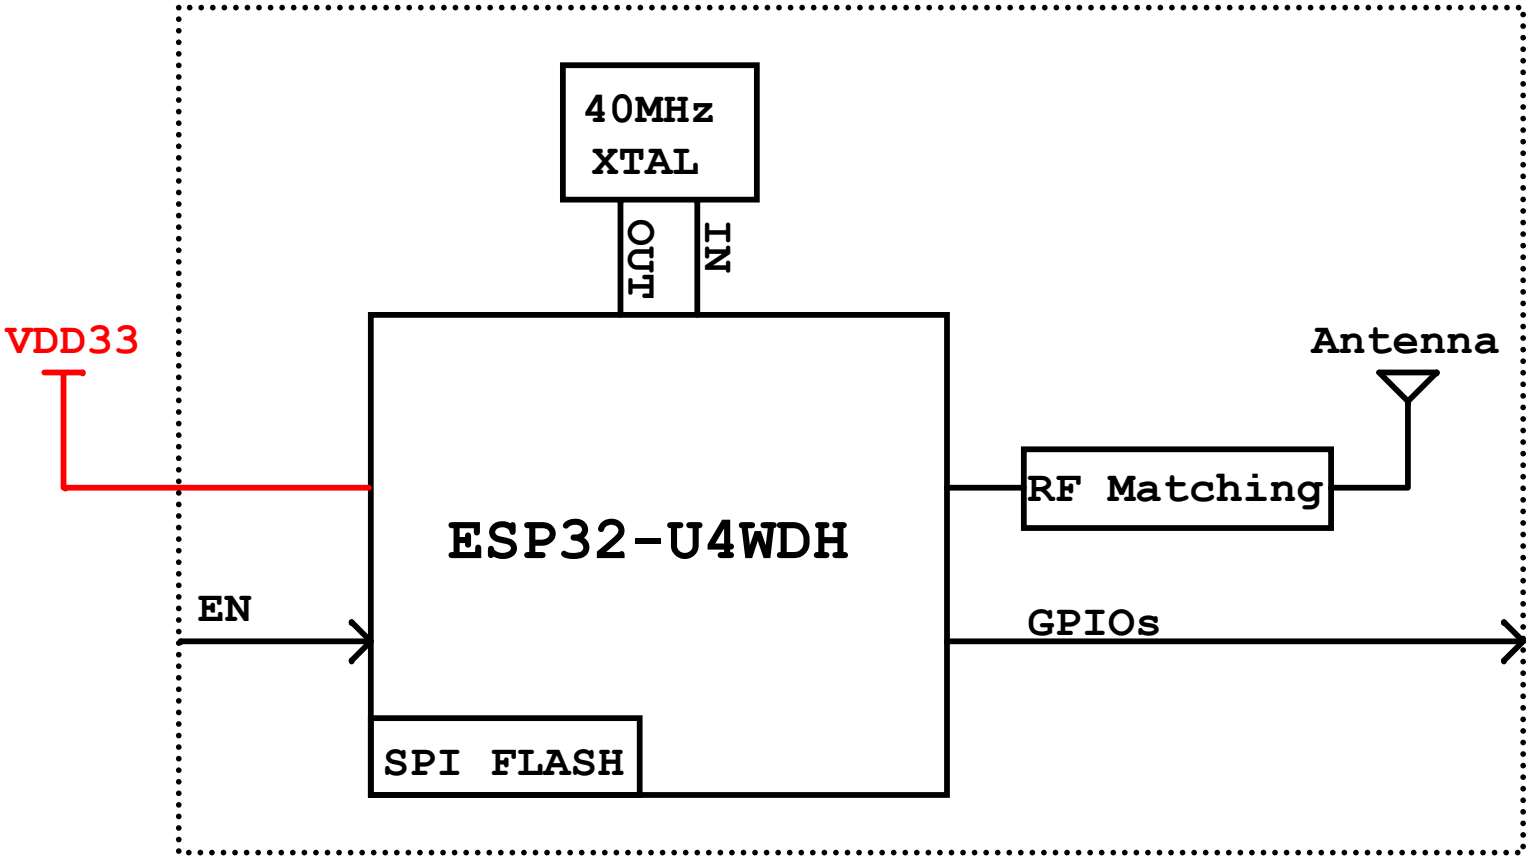 40MHz
XTAL
OUT
IN
VDD33
Antenna
RF Matching
ESP32-U4WDH
EN
GPIOs
SPI FLASH